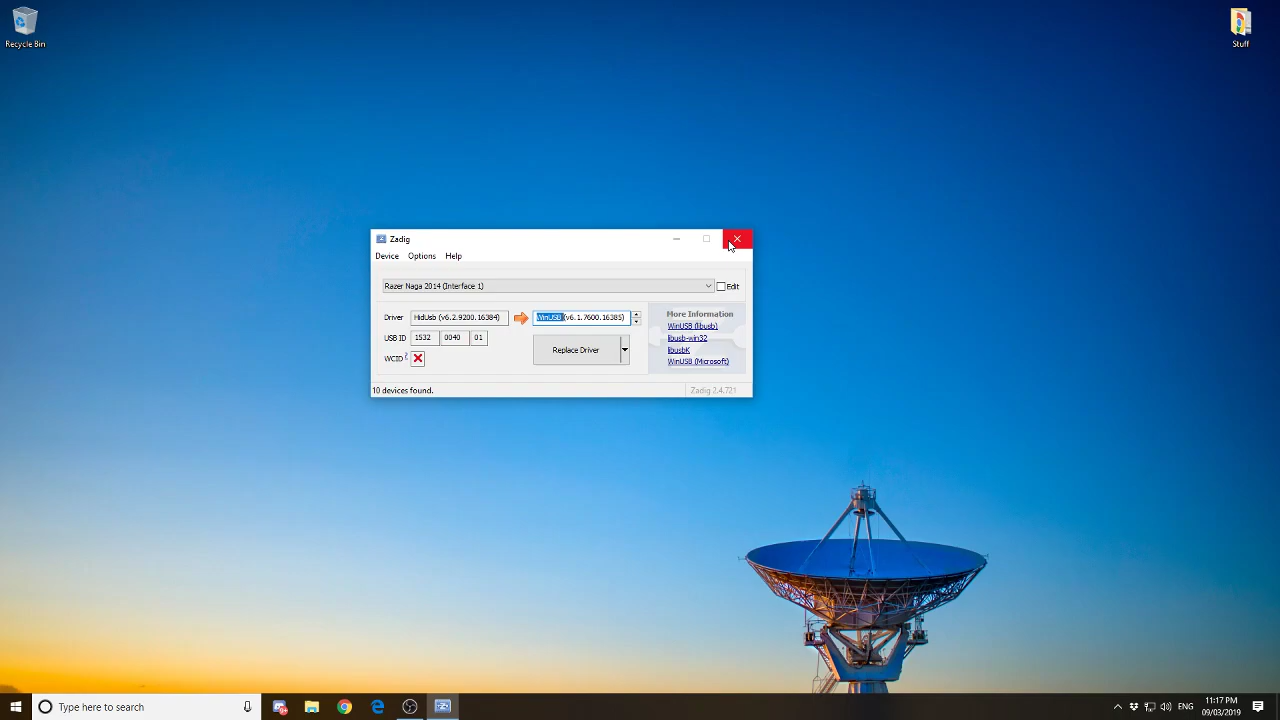 Recycle Bin
Stuff
Zadig
Device Options Help
Razer Naga 2014 (Interface 1)
Edit
Driver HidUsb (v6.2.9200.16384) WinUSB (v6.1.7600.16385)
USB ID 1532 0040 01
WCID ?
Replace Driver
More Information
WinUSB (libusb)
libusb-win32
libusbK
WinUSB (Microsoft)
10 devices found.
Zadig 2.4.721
Type here to search
ENG
11:17 PM
09/03/2019